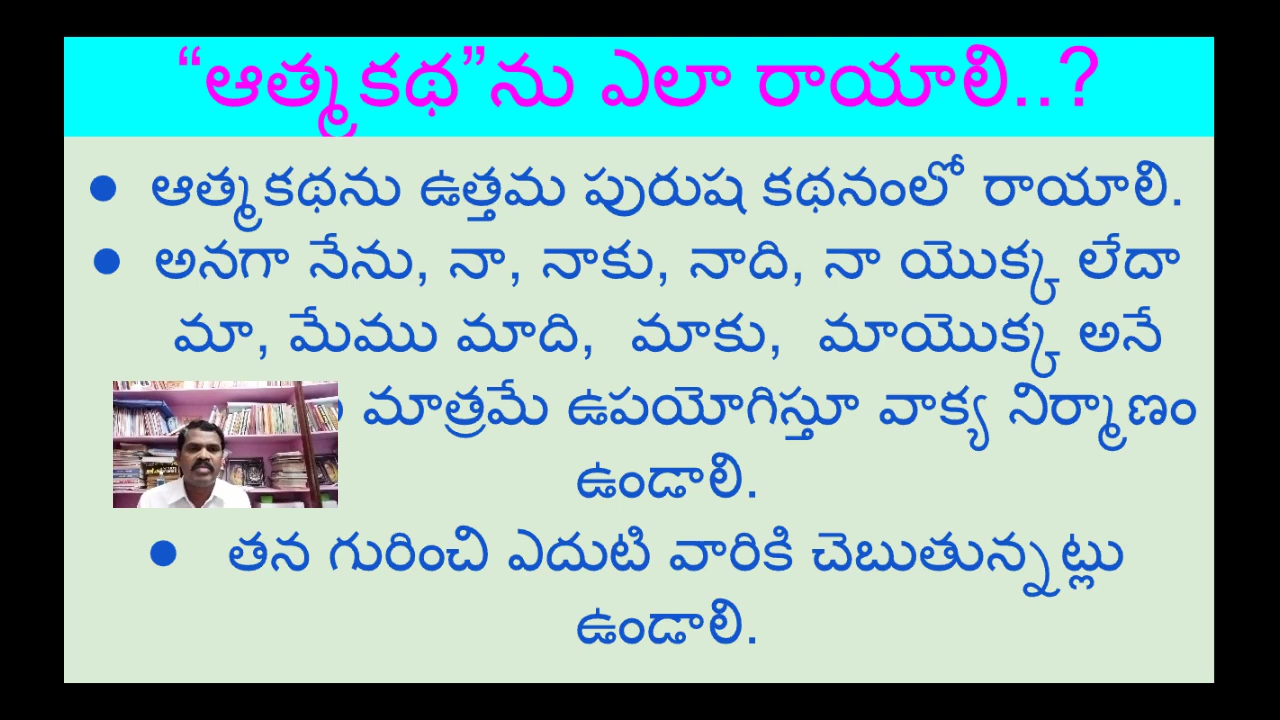 “ఆత్మకథ”ను ఎలా రాయాలి..?
● ఆత్మకథను ఉత్తమ పురుష కథనంలో రాయాలి.
● అనగా నేను, నా, నాకు, నాది, నా యొక్క లేదా
మా, మేము మాది, మాకు, మాయొక్క అనే
మాత్రమే ఉపయోగిస్తూ వాక్య నిర్మాణం
ఉండాలి.
● తన గురించి ఎదుటి వారికి చెబుతున్నట్లు
ఉండాలి.